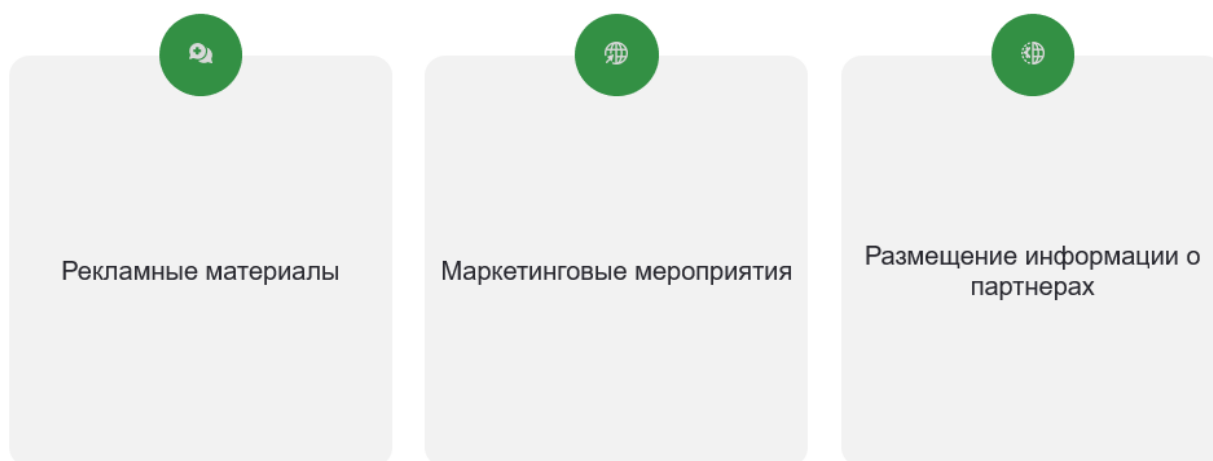 Рекламные материалы
Маркетинговые мероприятия
Размещение информации о
партнерах